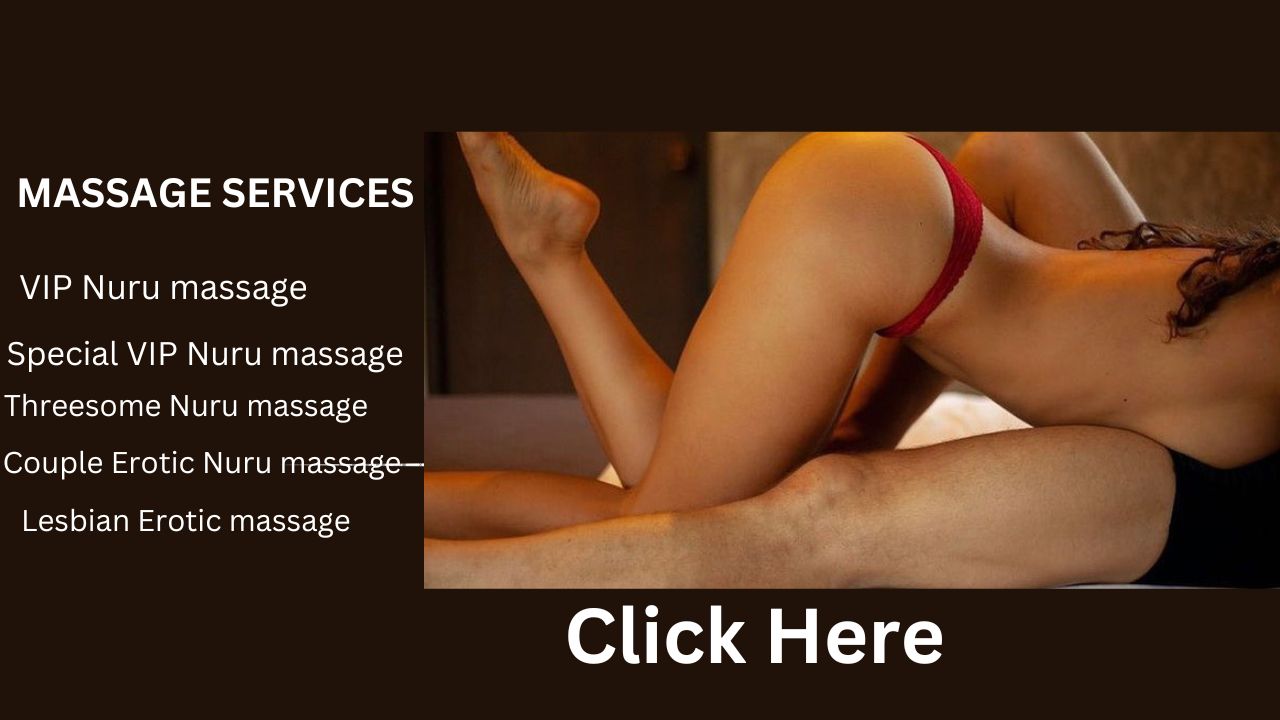 MASSAGE SERVICES
VIP Nuru massage
Special VIP Nuru massage
Threesome Nuru massage
Couple Erotic Nuru massage
Lesbian Erotic massage
Click Here